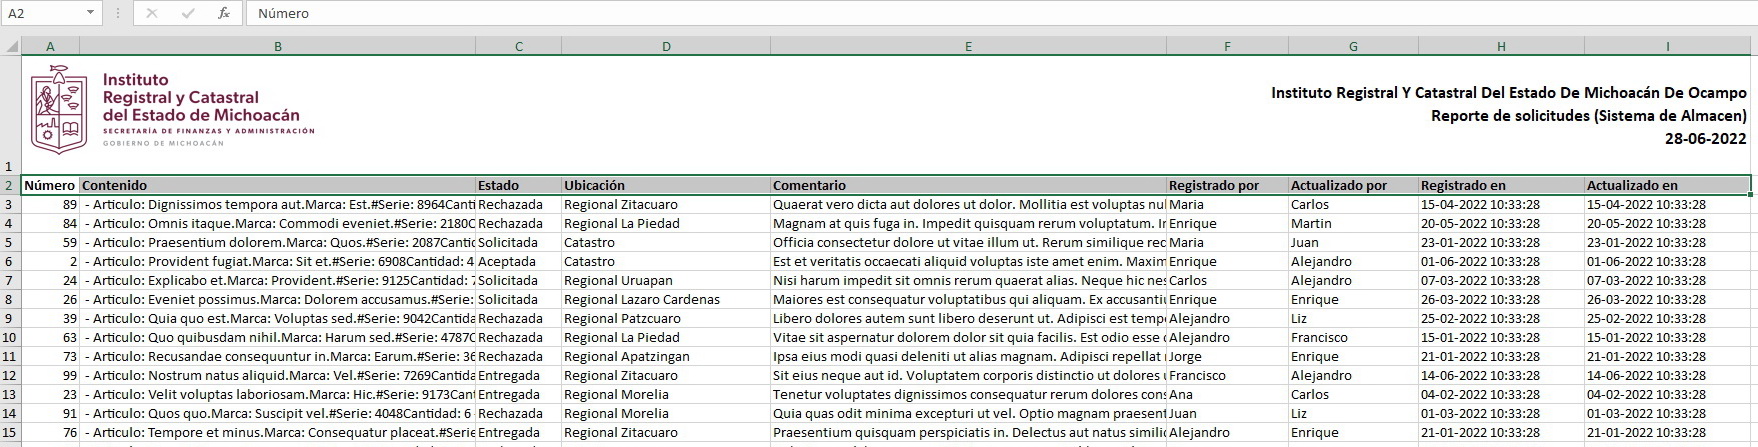 A2 fx Número
A B C D E F G H I
Instituto
Registral y Catastral
del Estado de Michoacán
SECRETARÍA DE FINANZAS Y ADMINISTRACIÓN
GOBIERNO DE MICHOACÁN
Instituto Registral Y Catastral Del Estado De Michoacán De Ocampo
Reporte de solicitudes (Sistema de Almacen)
28-06-2022
1
2 Número Contenido Estado Ubicación Comentario Registrado por Actualizado por Registrado en Actualizado en
3 89 - Artículo: Dignissimos tempora aut.Marca: Est.#Serie: 8964Canti Rechazada Regional Zitacuaro Quaerat vero dicta aut dolores ut dolor. Mollitia est voluptas nul Maria Carlos 15-04-2022 10:33:28 15-04-2022 10:33:28
4 84 - Artículo: Omnis itaque.Marca: Commodi eveniet.#Serie: 2180C Rechazada Regional La Piedad Magnam at quis fuga in. Impedit quisquam rerum voluptatum. Ir Enrique Martin 20-05-2022 10:33:28 20-05-2022 10:33:28
5 59 - Artículo: Praesentium dolorem.Marca: Quos.#Serie: 2087Cantic Solicitada Catastro Officia consectetur dolore ut vitae illum ut. Rerum similique rec Maria Juan 23-01-2022 10:33:28 23-01-2022 10:33:28
6 2 - Artículo: Provident fugiat.Marca: Sit et.#Serie: 6908Cantidad: 4 Aceptada Catastro Est et veritatis occaecati aliquid voluptas iste amet enim. Maxim Enrique Alejandro 01-06-2022 10:33:28 01-06-2022 10:33:28
7 24 - Artículo: Explicabo et.Marca: Provident.#Serie: 9125Cantidad: 7 Solicitada Regional Uruapan Nisi harum impedit sit omnis rerum quaerat alias. Neque hic nes Carlos Alejandro 07-03-2022 10:33:28 07-03-2022 10:33:28
8 26 - Artículo: Eveniet possimus.Marca: Dolorem accusamus.#Serie: Solicitada Regional Lazaro Cardenas Maiores est consequatur voluptatibus qui aliquam. Ex accusanti Enrique Enrique 26-03-2022 10:33:28 26-03-2022 10:33:28
9 39 - Artículo: Quia quo est.Marca: Voluptas sed.#Serie: 9042Cantida Rechazada Regional Patzcuaro Libero dolores autem sunt libero deserunt ut. Adipisci est temp Alejandro Liz 25-02-2022 10:33:28 25-02-2022 10:33:28
10 63 - Artículo: Quo quibusdam nihil.Marca: Harum sed.#Serie: 4787C Rechazada Regional La Piedad Vitae sit aspernatur dolorem dolor sit quia facilis. Est odio esse Alejandro Francisco 15-01-2022 10:33:28 15-01-2022 10:33:28
11 73 - Artículo: Recusandae consequuntur in.Marca: Earum.#Serie: 36 Rechazada Regional Apatzingan Ipsa eius modi quasi deleniti ut alias magnam. Adipisci repellat Jorge Enrique 21-01-2022 10:33:28 21-01-2022 10:33:28
12 99 - Artículo: Nostrum natus aliquid.Marca: Vel.#Serie: 7269Cantida Entregada Regional Zitacuaro Sit eius neque aut id. Voluptatem corporis distinctio ut dolores Francisco Alejandro 14-06-2022 10:33:28 14-06-2022 10:33:28
13 23 - Artículo: Velit voluptas laboriosam.Marca: Hic.#Serie: 9173Can Entregada Regional Morelia Tenetur voluptates dignissimos consequatur rerum dolores con Ana Carlos 04-02-2022 10:33:28 04-02-2022 10:33:28
14 91 - Artículo: Quos quo.Marca: Suscipit vel.#Serie: 4048Cantidad: 6 Rechazada Regional Morelia Quia quas odit minima excepturi ut vel. Optio magnam praesent Juan Liz 01-03-2022 10:33:28 01-03-2022 10:33:28
15 76 - Artículo: Tempore et minus.Marca: Consequatur placeat.#Serie Entregada Regional Zitacuaro Praesentium quisquam perspiciatis in. Delectus aut natus simili Alejandro Enrique 21-01-2022 10:33:28 21-01-2022 10:33:28